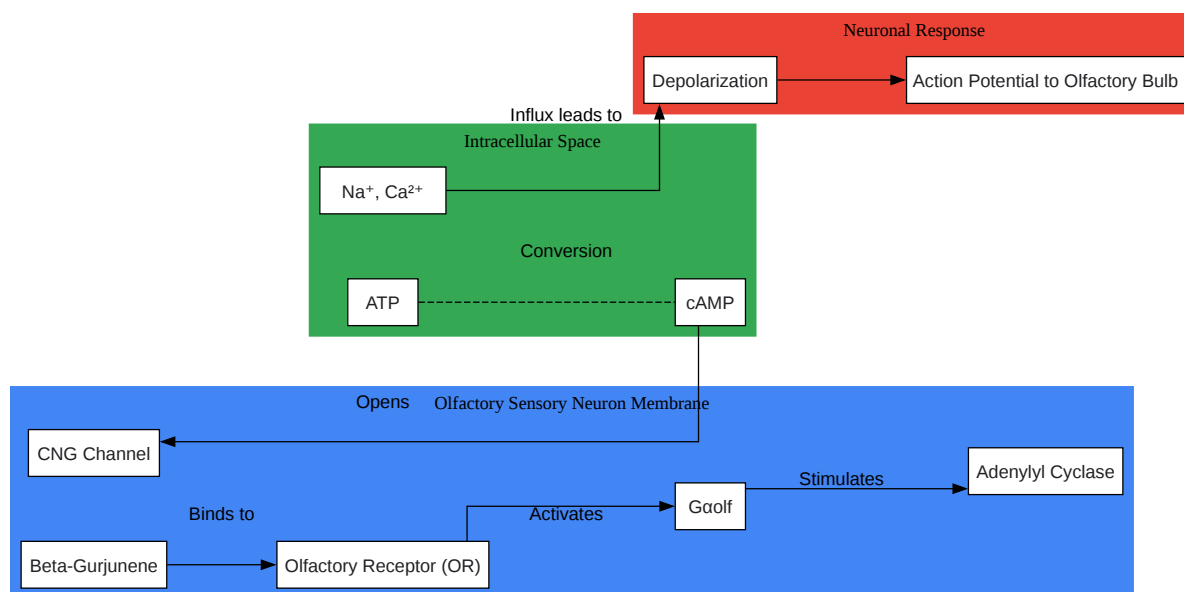 Neuronal Response
Depolarization
Action Potential to Olfactory Bulb
Influx leads to
Intracellular Space
Na⁺, Ca²⁺
Conversion
ATP
cAMP
Opens
Olfactory Sensory Neuron Membrane
CNG Channel
Adenylyl Cyclase
Stimulates
Gαolf
Binds to
Activates
Beta-Gurjunene
Olfactory Receptor (OR)